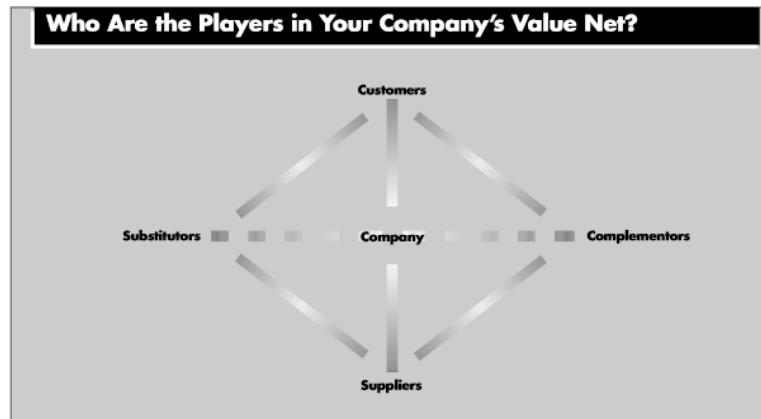 Who Are the Players in Your Company's Value Net?
Customers
Substitutors
Company
Complementors
Suppliers